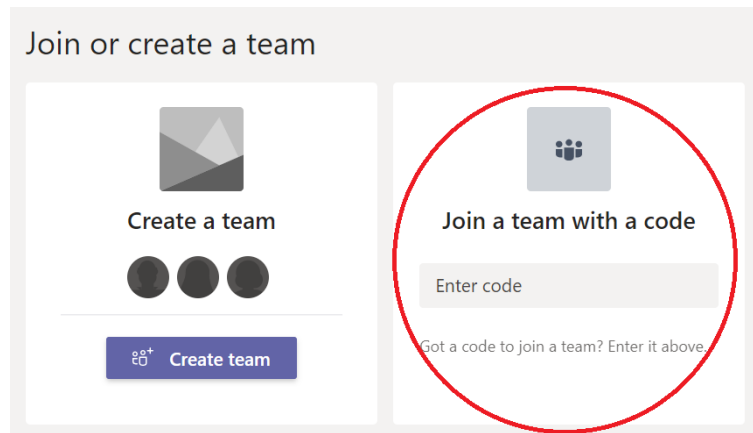 Join or create a team
Create a team
Create team
Join a team with a code
Enter code
Got a code to join a team? Enter it above.